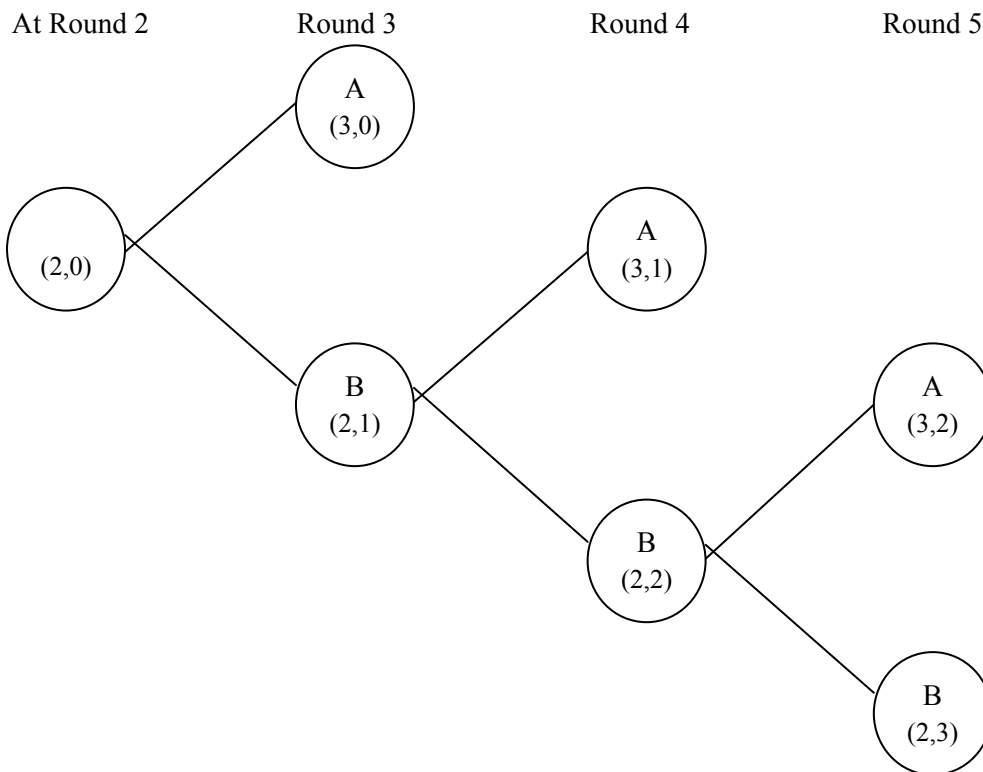 At Round 2 Round 3 Round 4 Round 5
A
(3,0)
(2,0)
A
(3,1)
B
(2,1)
A
(3,2)
B
(2,2)
B
(2,3)